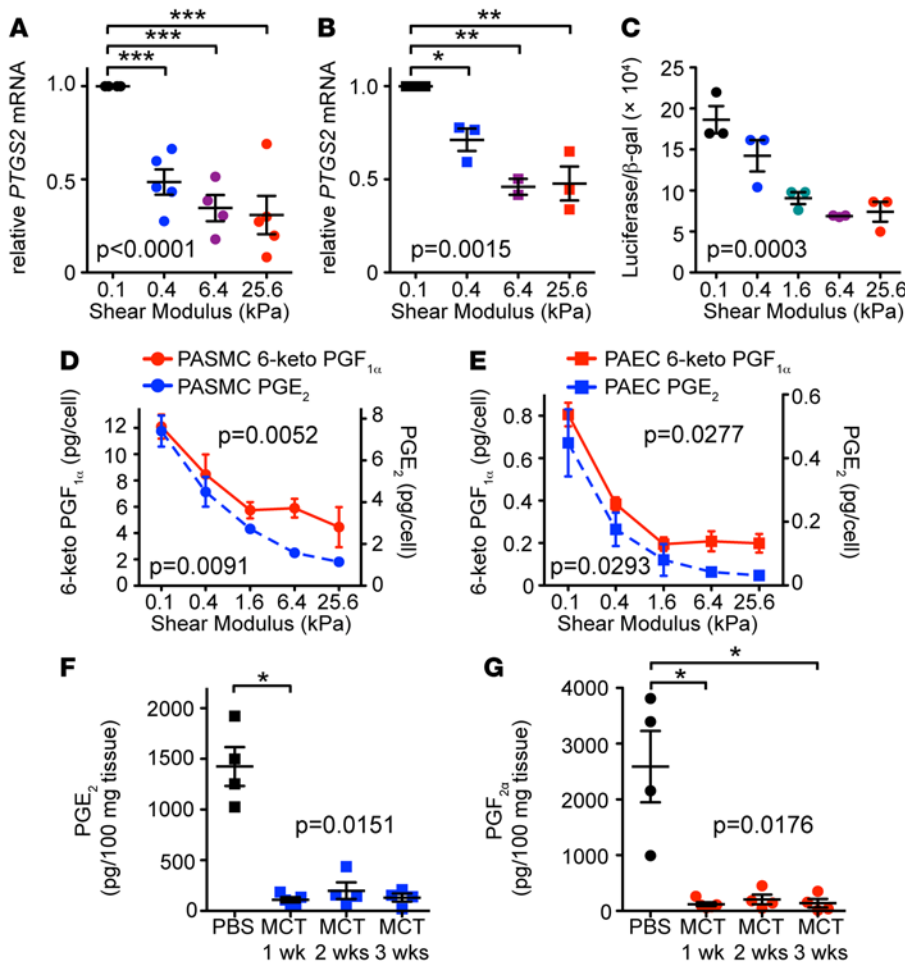 A
***
***
***
relative PTGS2 mRNA
1.0
0.5
0
p<0.0001
0.1 0.4 6.4 25.6
Shear Modulus (kPa)
B
**
**
*
relative PTGS2 mRNA
1.0
0.5
0
p=0.0015
0.1 0.4 6.4 25.6
Shear Modulus (kPa)
C
Luciferase/β-gal (× 10⁴)
25
20
15
10
5
0
p=0.0003
0.1 0.4 1.6 6.4 25.6
Shear Modulus (kPa)
D
PASMC 6-keto PGF1α
PASMC PGE2
6-keto PGF1α (pg/cell)
12
10
8
6
4
2
0
p=0.0052
p=0.0091
8
6
4
2
0
PGE2 (pg/cell)
0.1 0.4 1.6 6.4 25.6
Shear Modulus (kPa)
E
PAEC 6-keto PGF1α
PAEC PGE2
6-keto PGF1α (pg/cell)
0.8
0.6
0.4
0.2
0
p=0.0277
p=0.0293
0.6
0.4
0.2
0
PGE2 (pg/cell)
0.1 0.4 1.6 6.4 25.6
Shear Modulus (kPa)
F
*
PGE2
(pg/100 mg tissue)
2000
1500
1000
500
0
p=0.0151
PBS MCT MCT MCT
1 wk 2 wks 3 wks
G
*
*
PGF2α
(pg/100 mg tissue)
4000
3000
2000
1000
0
p=0.0176
PBS MCT MCT MCT
1 wk 2 wks 3 wks